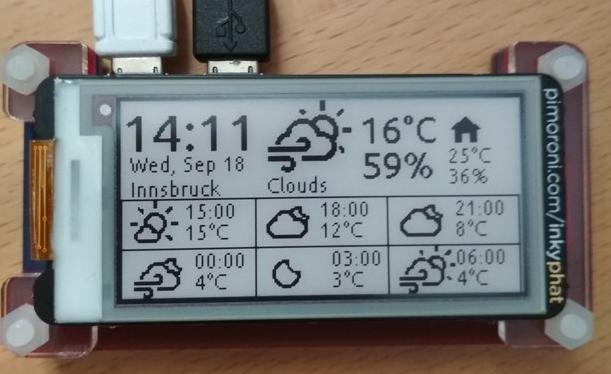 14:11
Wed, Sep 18
Innsbruck
Clouds
16°C
59%
25°C
36%
15:00
15°C
18:00
12°C
21:00
8°C
00:00
4°C
03:00
3°C
06:00
4°C
pimoroni.com/inkyphat